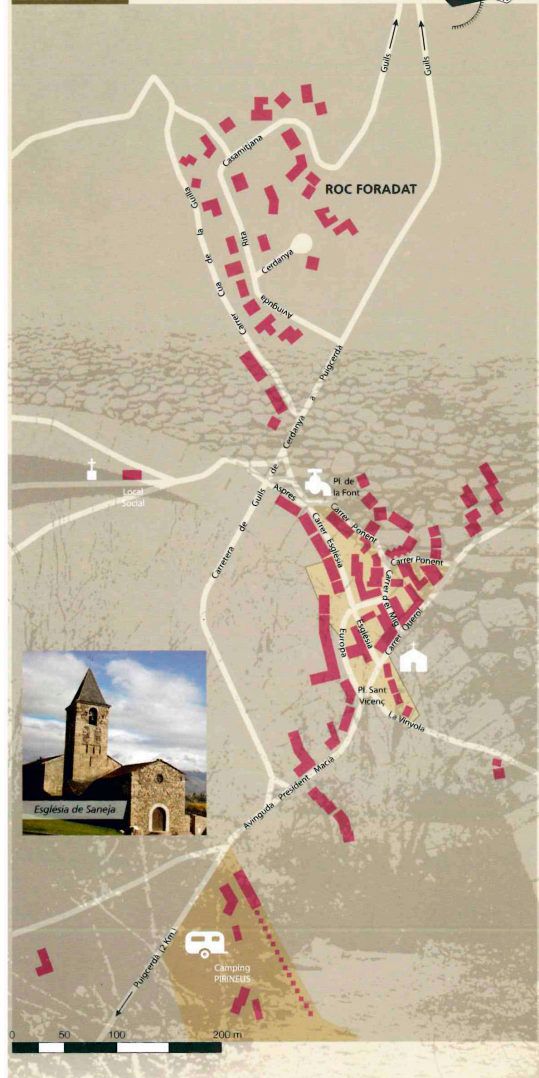 Guils
Guils
Casamitjana
ROC FORADAT
Carrer Cua de la Guilla
Rita
Cerdanya
Avinguda
Carretera de Guils de Cerdanya a Puigcerdà
Local
Social
Pl. de
la Font
Aspres
Carrer Ponent
Carrer Església
Carrer Ponent
Carrer d'el Mig
Carrer Querol
Església
Europa
Pl. Sant
Vicenç
La Vinyola
Avinguda President Macià
Esglesia de Saneja
Puigcerdà (2 Km.)
Camping
PIRINEUS
0 50 100 200 m